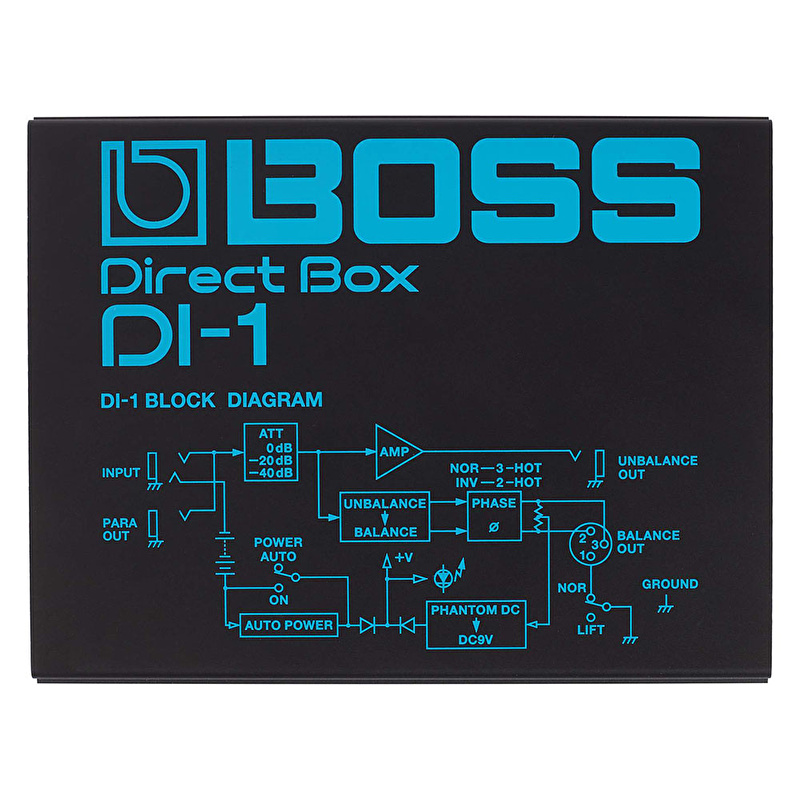 BOSS
Direct Box
DI-1
DI-1 BLOCK DIAGRAM
ATT
0dB
−20dB
−40dB
AMP
INPUT
PARA
OUT
NOR—3-HOT
INV—2-HOT
UNBALANCE
OUT
UNBALANCE
BALANCE
PHASE
ø
2
3
1
BALANCE
OUT
POWER
AUTO
ON
+V
AUTO POWER
PHANTOM DC
DC9V
NOR
LIFT
GROUND